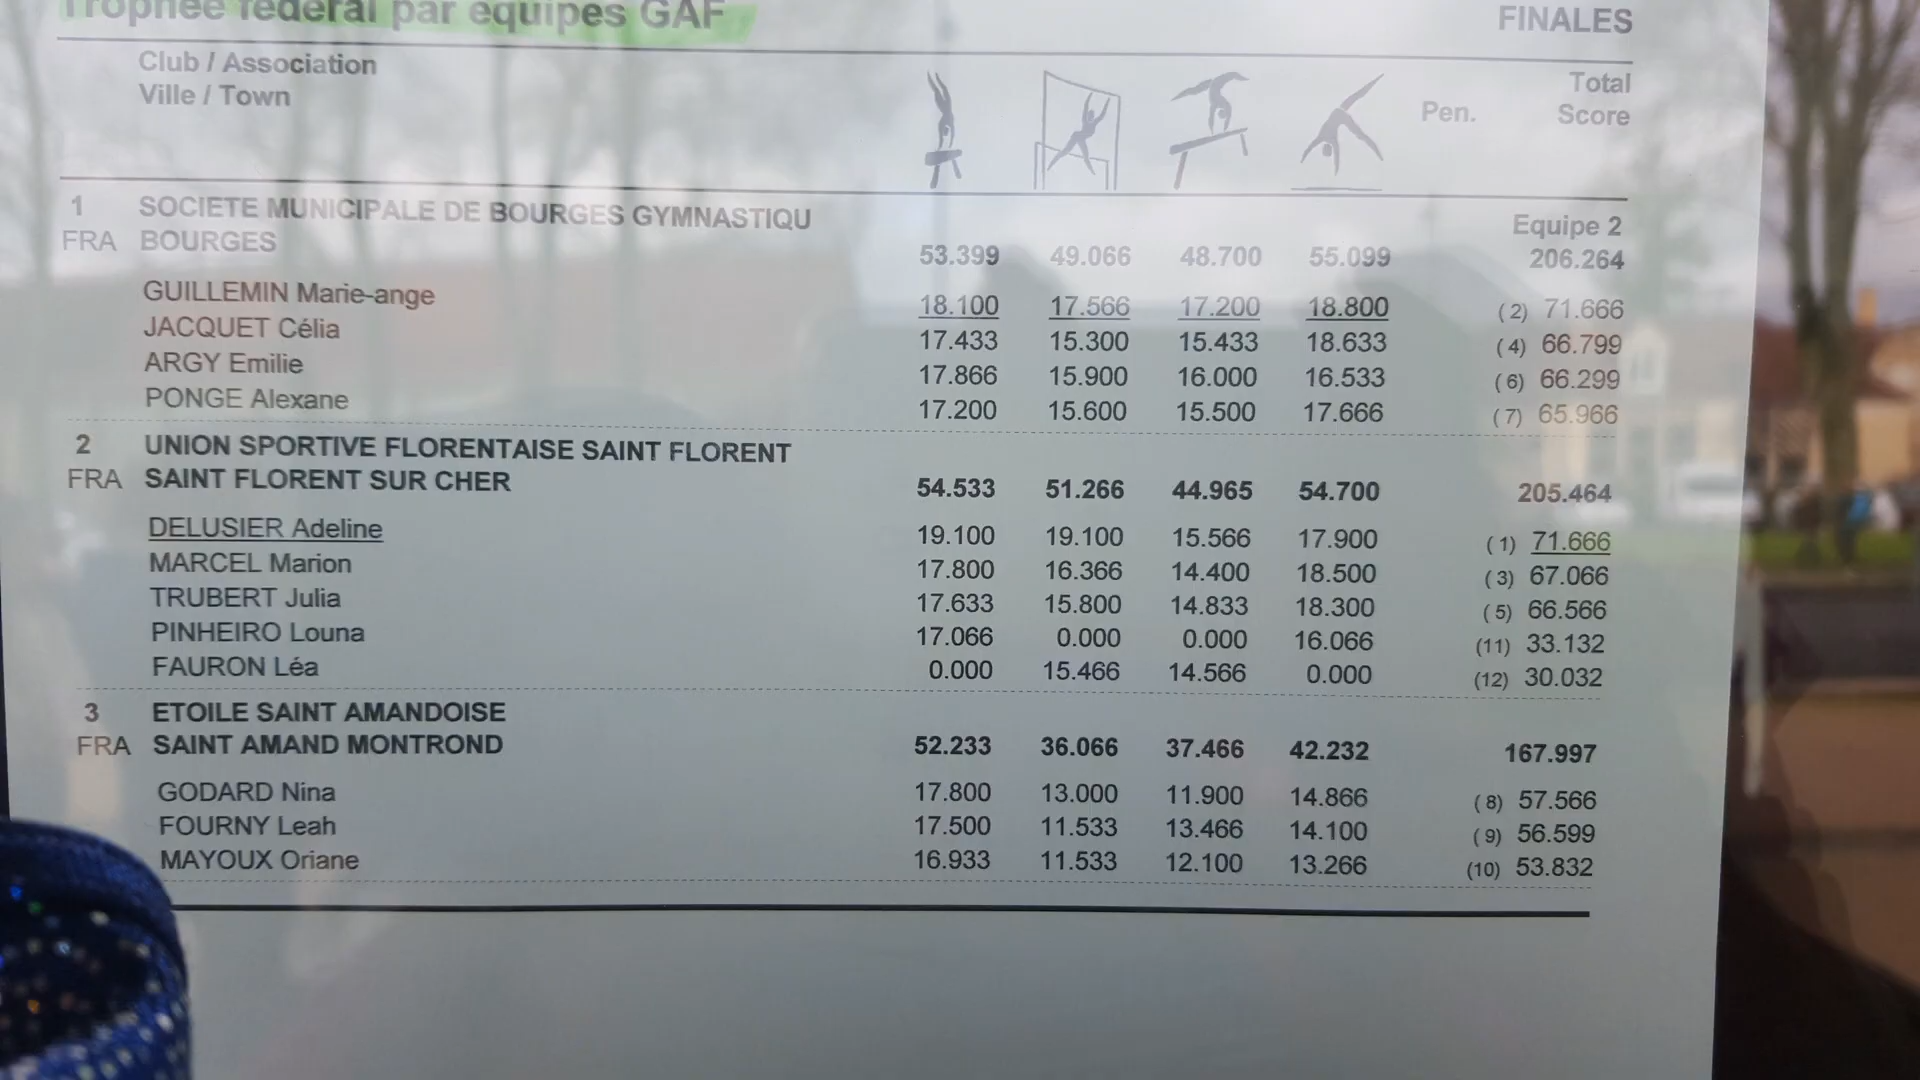 Trophée fédéral par équipes GAF FINALES
Club / Association
Ville / Town
Pen. Total Score
1 SOCIETE MUNICIPALE DE BOURGES GYMNASTIQU Equipe 2
FRA BOURGES 53.399 49.066 48.700 55.099 206.264
GUILLEMIN Marie-ange 18.100 17.566 17.200 18.800 (2) 71.666
JACQUET Célia 17.433 15.300 15.433 18.633 (4) 66.799
ARGY Emilie 17.866 15.900 16.000 16.533 (6) 66.299
PONGE Alexane 17.200 15.600 15.500 17.666 (7) 65.966
2 UNION SPORTIVE FLORENTAISE SAINT FLORENT
FRA SAINT FLORENT SUR CHER 54.533 51.266 44.965 54.700 205.464
DELUSIER Adeline 19.100 19.100 15.566 17.900 (1) 71.666
MARCEL Marion 17.800 16.366 14.400 18.500 (3) 67.066
TRUBERT Julia 17.633 15.800 14.833 18.300 (5) 66.566
PINHEIRO Louna 17.066 0.000 0.000 16.066 (11) 33.132
FAURON Léa 0.000 15.466 14.566 0.000 (12) 30.032
3 ETOILE SAINT AMANDOISE
FRA SAINT AMAND MONTROND 52.233 36.066 37.466 42.232 167.997
GODARD Nina 17.800 13.000 11.900 14.866 (8) 57.566
FOURNY Leah 17.500 11.533 13.466 14.100 (9) 56.599
MAYOUX Oriane 16.933 11.533 12.100 13.266 (10) 53.832